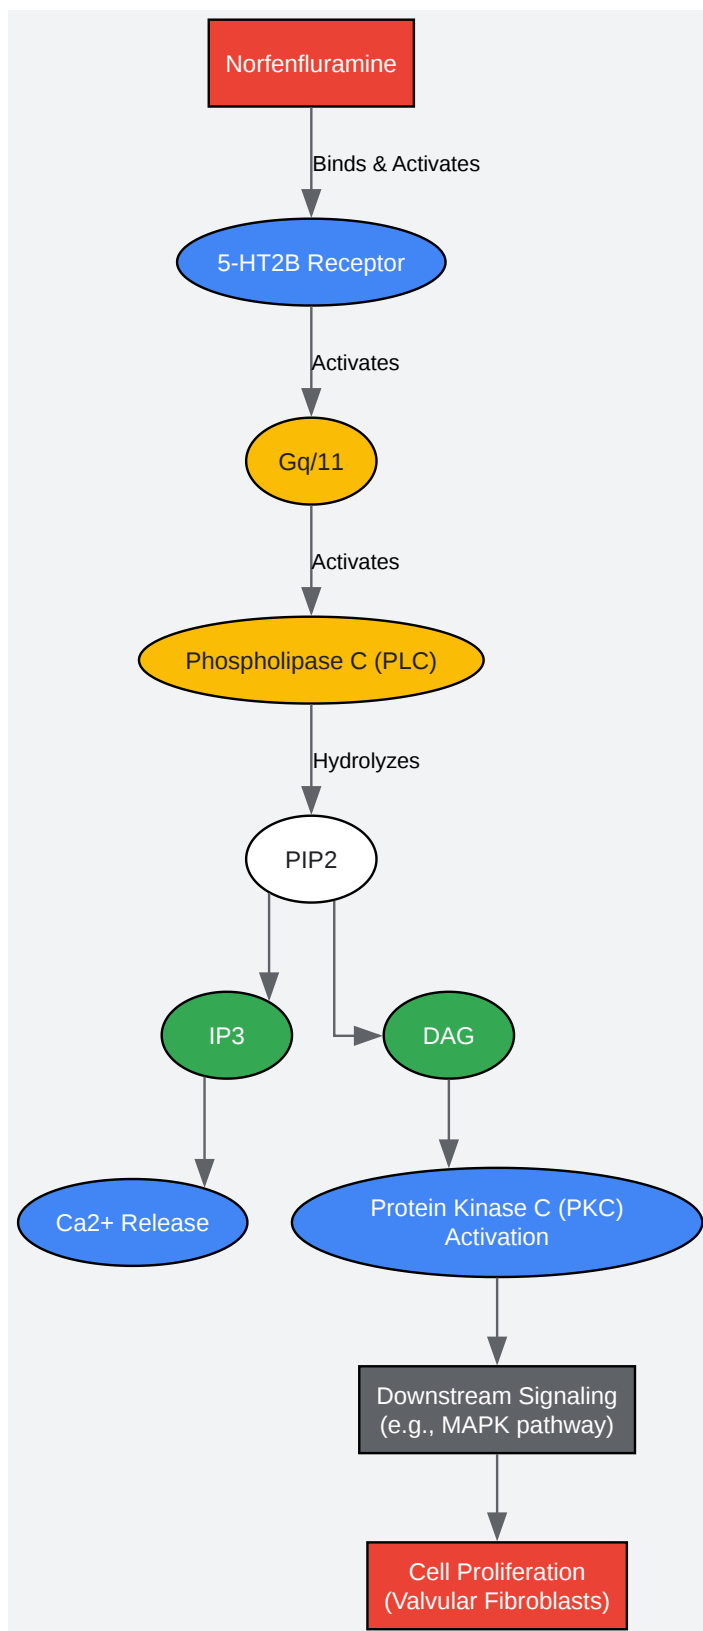 Norfenfluramine
Binds & Activates
5-HT2B Receptor
Activates
Gq/11
Activates
Phospholipase C (PLC)
Hydrolyzes
PIP2
IP3
DAG
Ca2+ Release
Protein Kinase C (PKC)
Activation
Downstream Signaling
(e.g., MAPK pathway)
Cell Proliferation
(Valvular Fibroblasts)